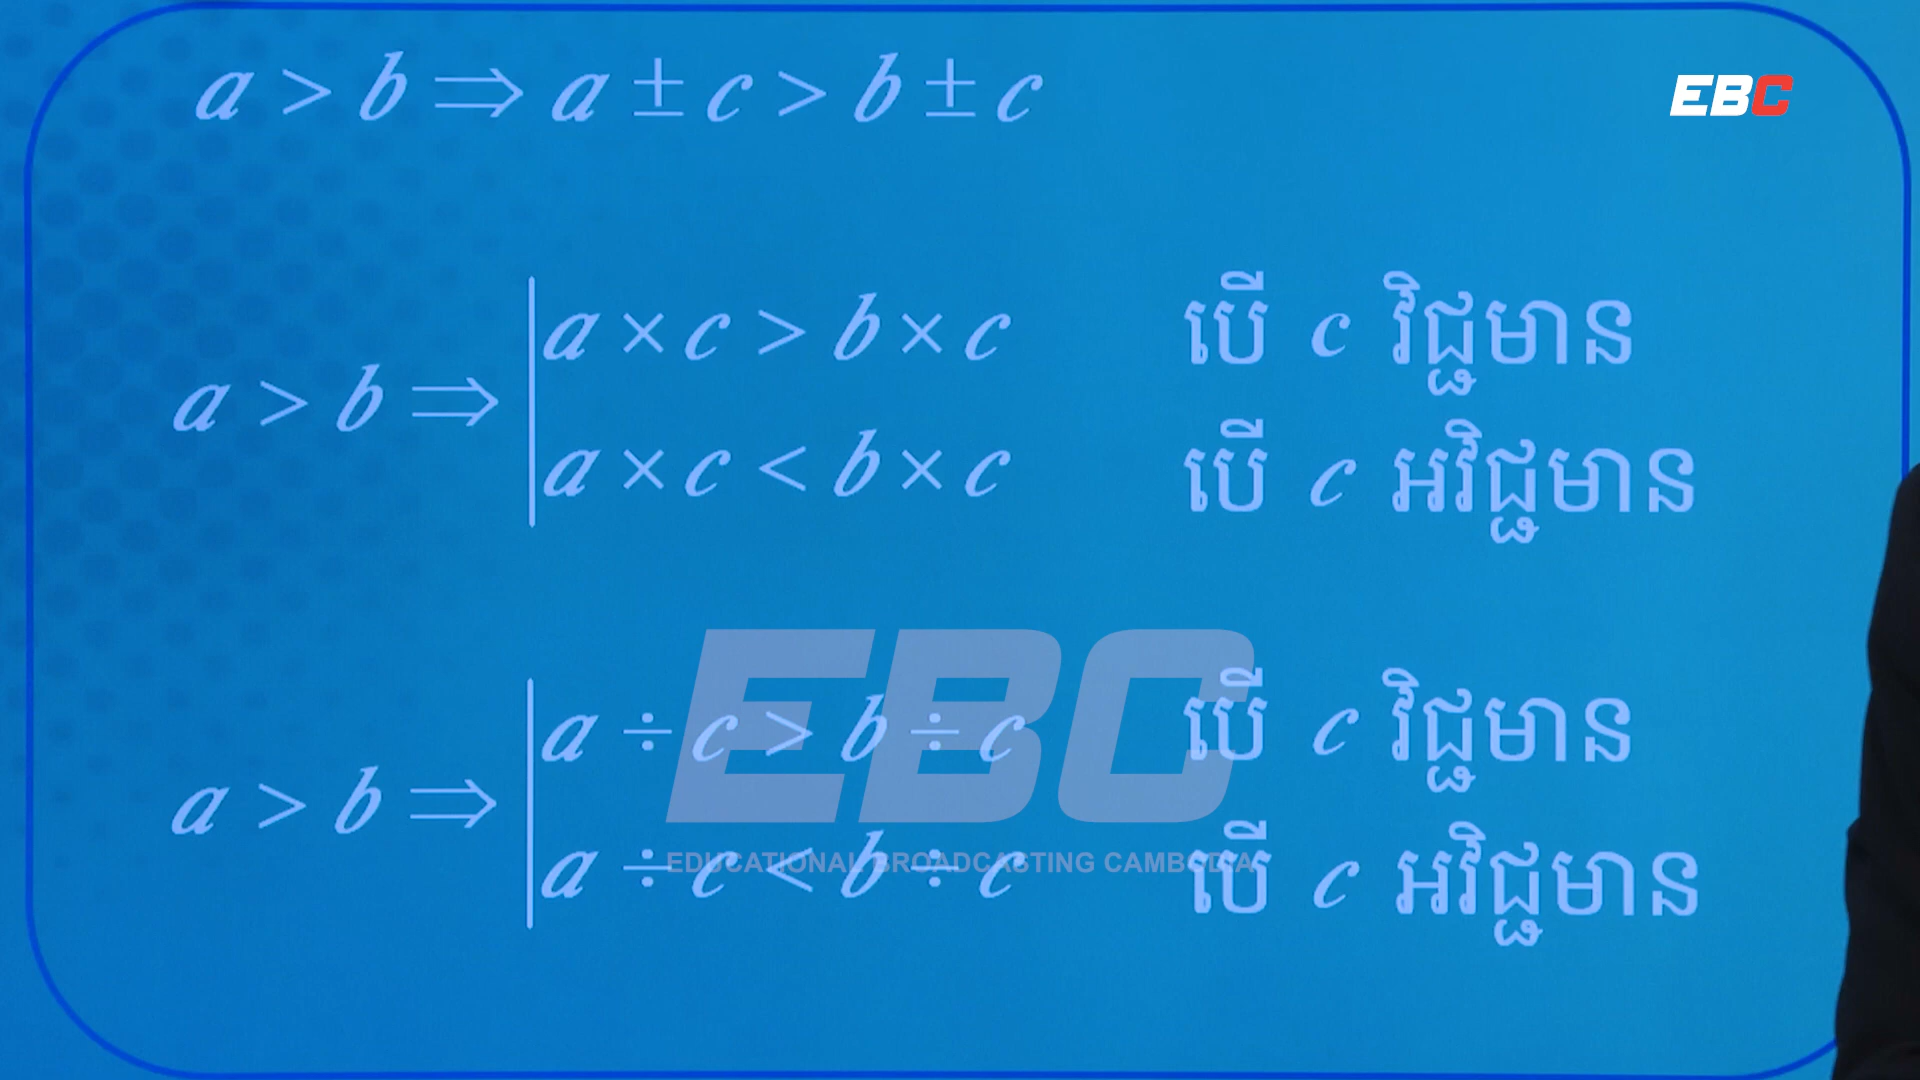 a > b ⟹ a ± c > b ± c
EBC
a × c > b × c បើ c វិជ្ជមាន
a > b ⟹
a × c < b × c បើ c អវិជ្ជមាន
EBC
a ÷ c > b ÷ c បើ c វិជ្ជមាន
a > b ⟹
a ÷ c < b ÷ c បើ c អវិជ្ជមាន
EDUCATIONAL BROADCASTING CAMBODIA